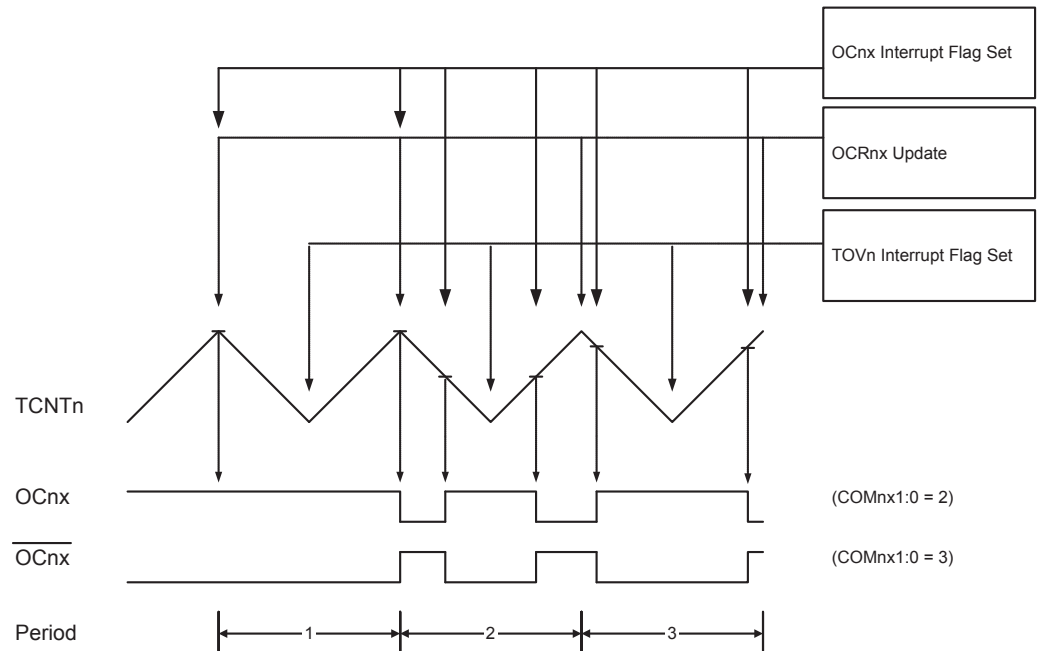 OCnx Interrupt Flag Set
OCRnx Update
TOVn Interrupt Flag Set
TCNTn
OCnx
(COMnx1:0 = 2)
OCnx
(COMnx1:0 = 3)
Period
1
2
3